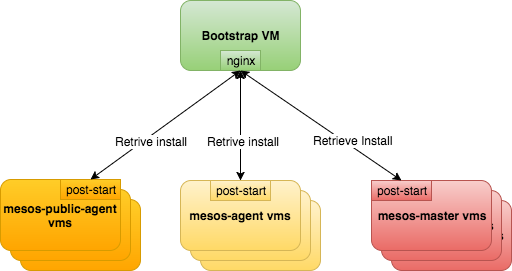 Bootstrap VM
nginx
Retrive install
Retrive install
Retrieve Install
post-start
mesos-public-agent
vms
post-start
mesos-agent vms
post-start
mesos-master vms